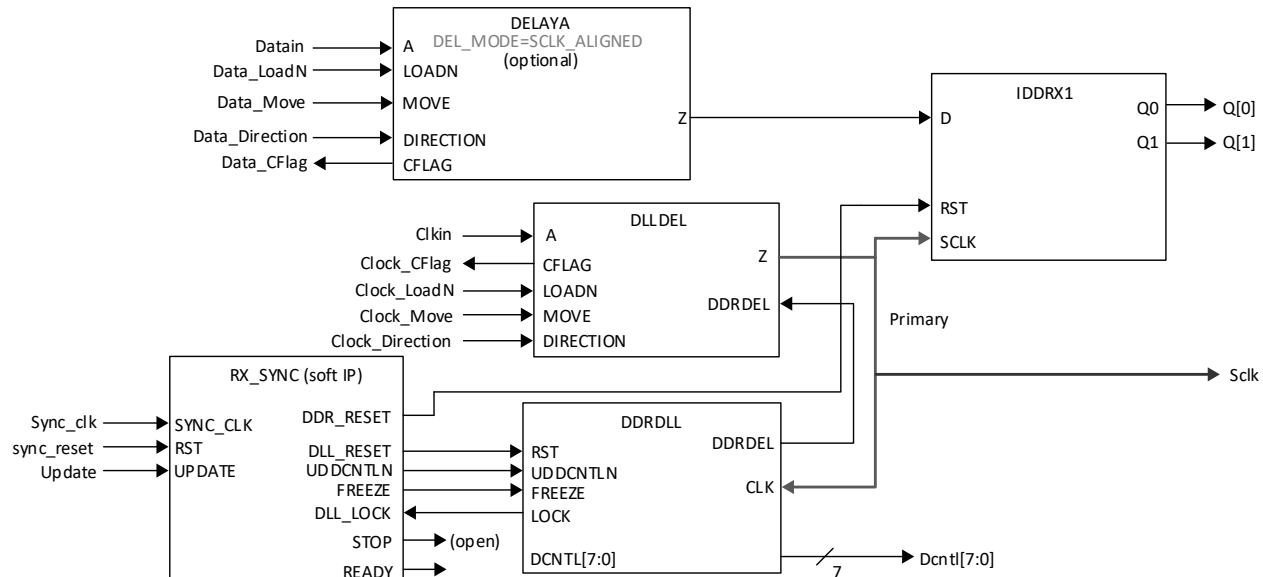 DELAYA
DEL_MODE=SCLK_ALIGNED
(optional)
Datain
A
Data_LoadN
LOADN
Data_Move
MOVE
Data_Direction
DIRECTION
Data_CFlag
CFLAG
Z
IDDRX1
D
Q0
Q[0]
Q1
Q[1]
RST
SCLK
DLLDEL
Clkin
A
Z
Clock_CFlag
CFLAG
Clock_LoadN
LOADN
Clock_Move
MOVE
Clock_Direction
DIRECTION
DDRDEL
Primary
Sclk
RX_SYNC (soft IP)
Sync_clk
SYNC_CLK
sync_reset
RST
Update
UPDATE
DDR_RESET
DLL_RESET
UDDCNTLN
FREEZE
DLL_LOCK
STOP
(open)
READY
DDRDLL
DDRDEL
RST
UDDCNTLN
FREEZE
LOCK
CLK
DCNTL[7:0]
7
Dcntl[7:0]